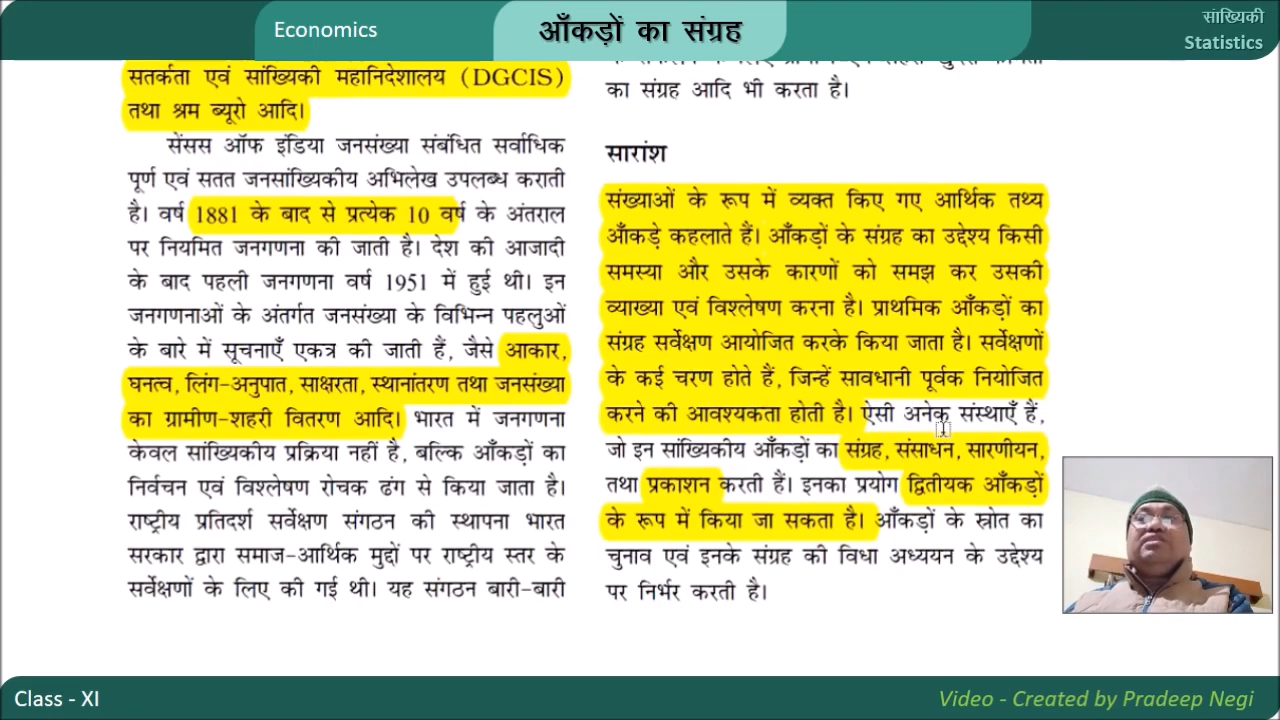 Economics
आँकड़ों का संग्रह
सांख्यिकी
Statistics
सतर्कता एवं सांख्यिकी महानिदेशालय (DGCIS)
तथा श्रम ब्यूरो आदि।
सेंसस ऑफ इंडिया जनसंख्या संबंधित सर्वाधिक
पूर्ण एवं सतत जनसांख्यिकीय अभिलेख उपलब्ध कराती
है। वर्ष 1881 के बाद से प्रत्येक 10 वर्ष के अंतराल
पर नियमित जनगणना की जाती है। देश की आजादी
के बाद पहली जनगणना वर्ष 1951 में हुई थी। इन
जनगणनाओं के अंतर्गत जनसंख्या के विभिन्न पहलुओं
के बारे में सूचनाएँ एकत्र की जाती हैं, जैसे आकार,
घनत्व, लिंग-अनुपात, साक्षरता, स्थानांतरण तथा जनसंख्या
का ग्रामीण-शहरी वितरण आदि। भारत में जनगणना
केवल सांख्यिकीय प्रक्रिया नहीं है, बल्कि आँकड़ों का
निर्वचन एवं विश्लेषण रोचक ढंग से किया जाता है।
राष्ट्रीय प्रतिदर्श सर्वेक्षण संगठन की स्थापना भारत
सरकार द्वारा समाज-आर्थिक मुद्दों पर राष्ट्रीय स्तर के
सर्वेक्षणों के लिए की गई थी। यह संगठन बारी-बारी
का संग्रह आदि भी करता है।
सारांश
संख्याओं के रूप में व्यक्त किए गए आर्थिक तथ्य
आँकड़े कहलाते हैं। आँकड़ों के संग्रह का उद्देश्य किसी
समस्या और उसके कारणों को समझ कर उसकी
व्याख्या एवं विश्लेषण करना है। प्राथमिक आँकड़ों का
संग्रह सर्वेक्षण आयोजित करके किया जाता है। सर्वेक्षणों
के कई चरण होते हैं, जिन्हें सावधानी पूर्वक नियोजित
करने की आवश्यकता होती है। ऐसी अनेक संस्थाएँ हैं,
जो इन सांख्यिकीय आँकड़ों का संग्रह, संसाधन, सारणीयन,
तथा प्रकाशन करती हैं। इनका प्रयोग द्वितीयक आँकड़ों
के रूप में किया जा सकता है। आँकड़ों के स्रोत का
चुनाव एवं इनके संग्रह की विधा अध्ययन के उद्देश्य
पर निर्भर करती है।
Class - XI
Video - Created by Pradeep Negi